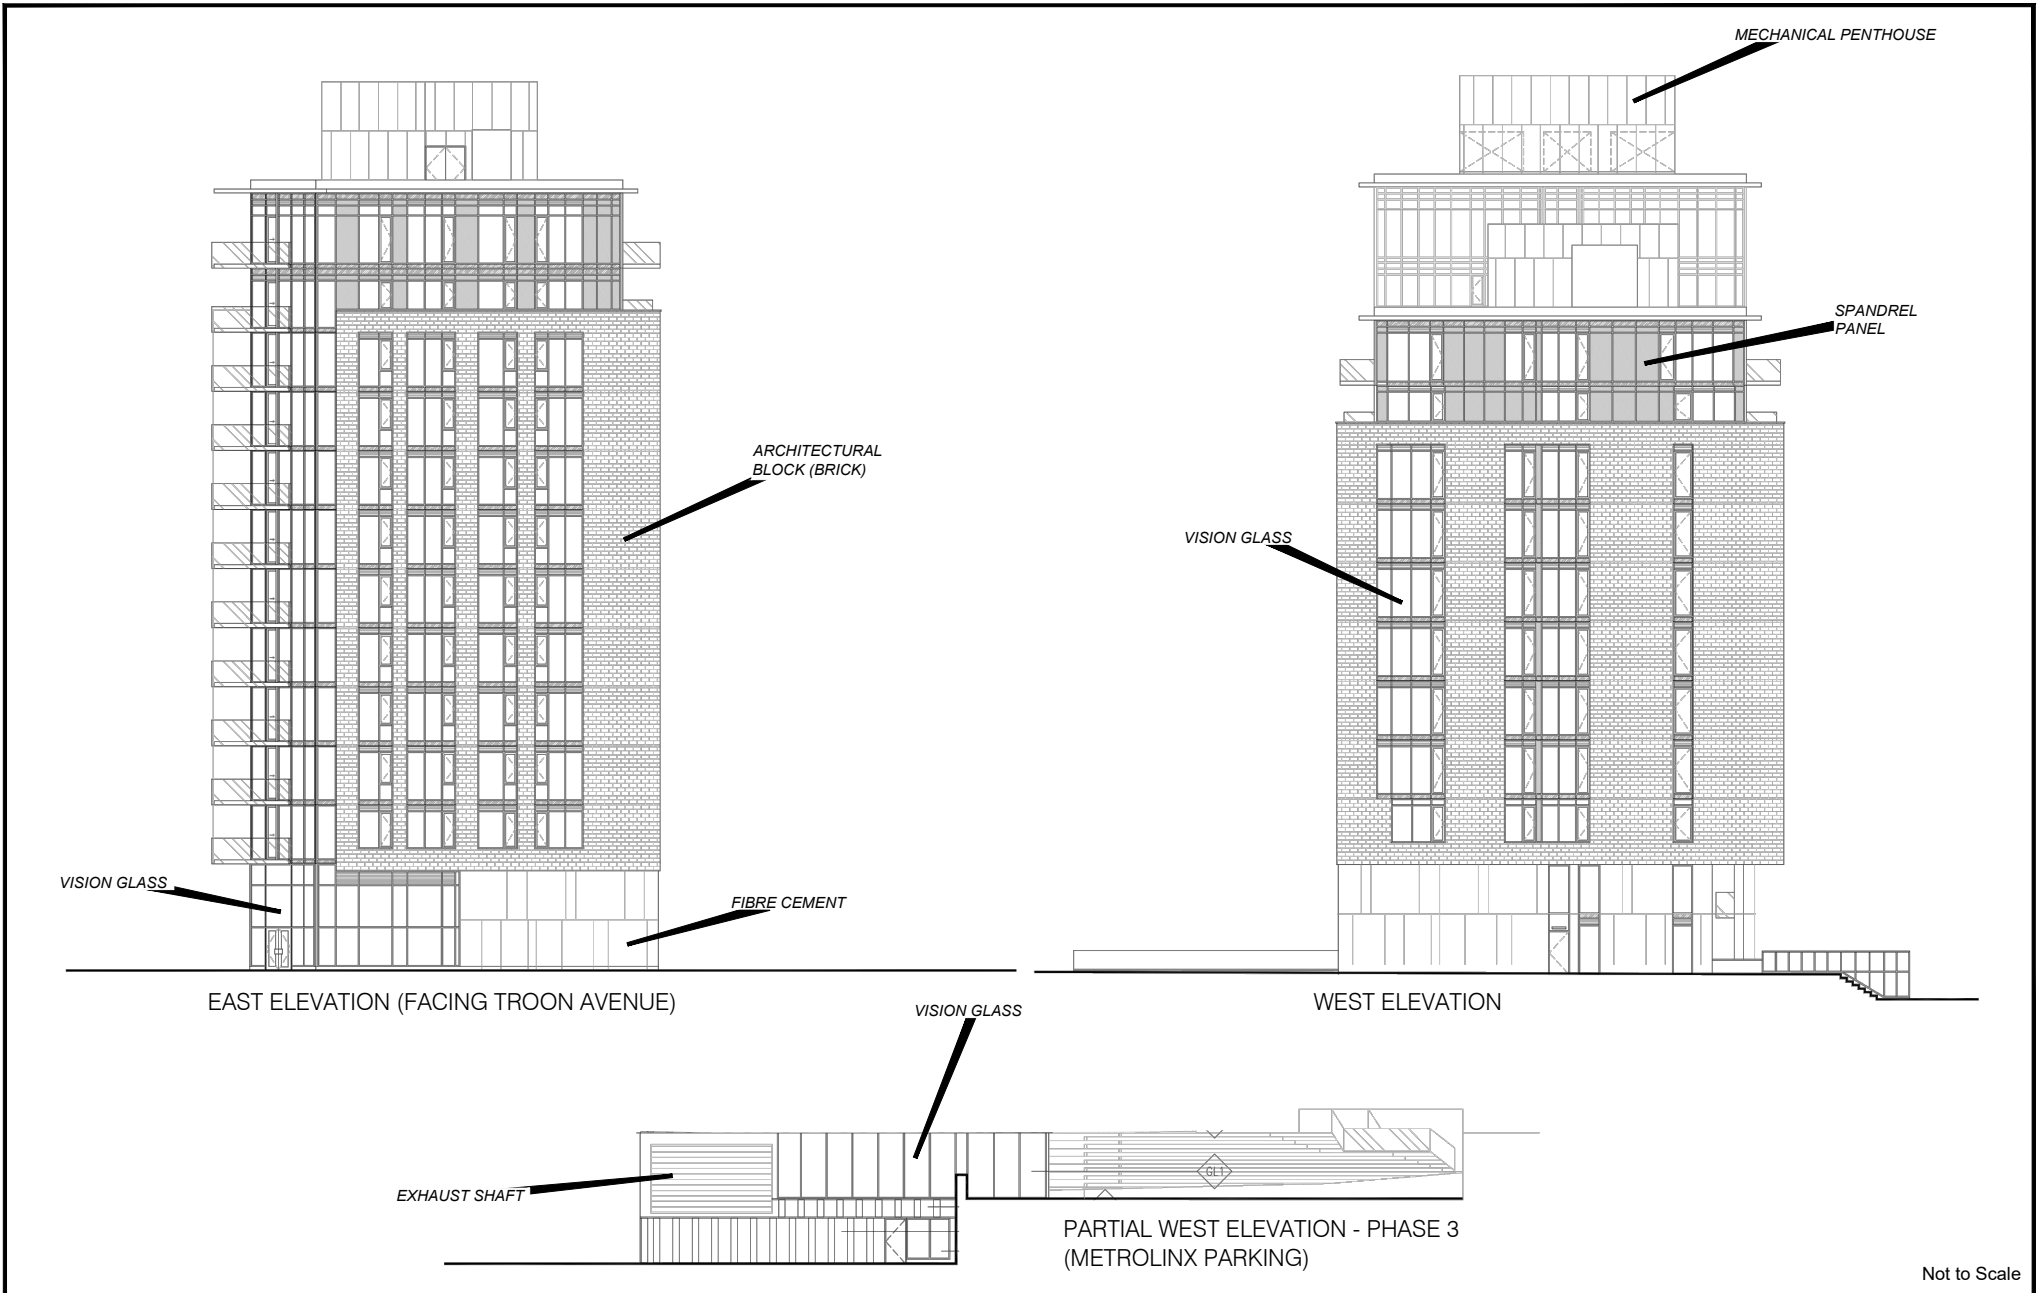 MECHANICAL PENTHOUSE
SPANDREL
PANEL
ARCHITECTURAL
BLOCK (BRICK)
VISION GLASS
VISION GLASS
FIBRE CEMENT
EAST ELEVATION (FACING TROON AVENUE)
WEST ELEVATION
VISION GLASS
GL1
EXHAUST SHAFT
PARTIAL WEST ELEVATION - PHASE 3
(METROLINX PARKING)
Not to Scale